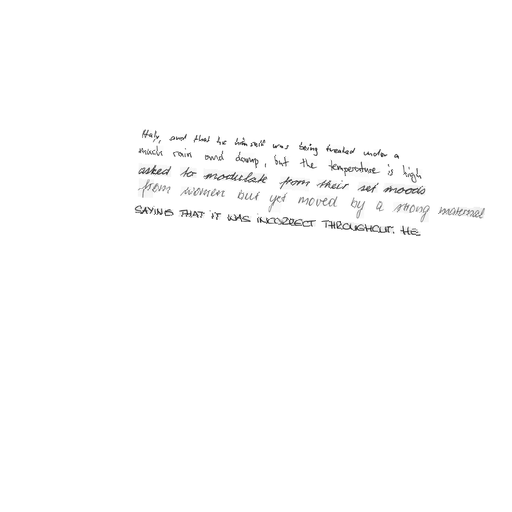 Italy, and that he himself was being treated under a
much rain and damp, but the temperature is high
asked to modulate from their set moods
from women but yet moved by a strong maternal
SAYING THAT IT WAS INCORRECT THROUGHOUT. HE